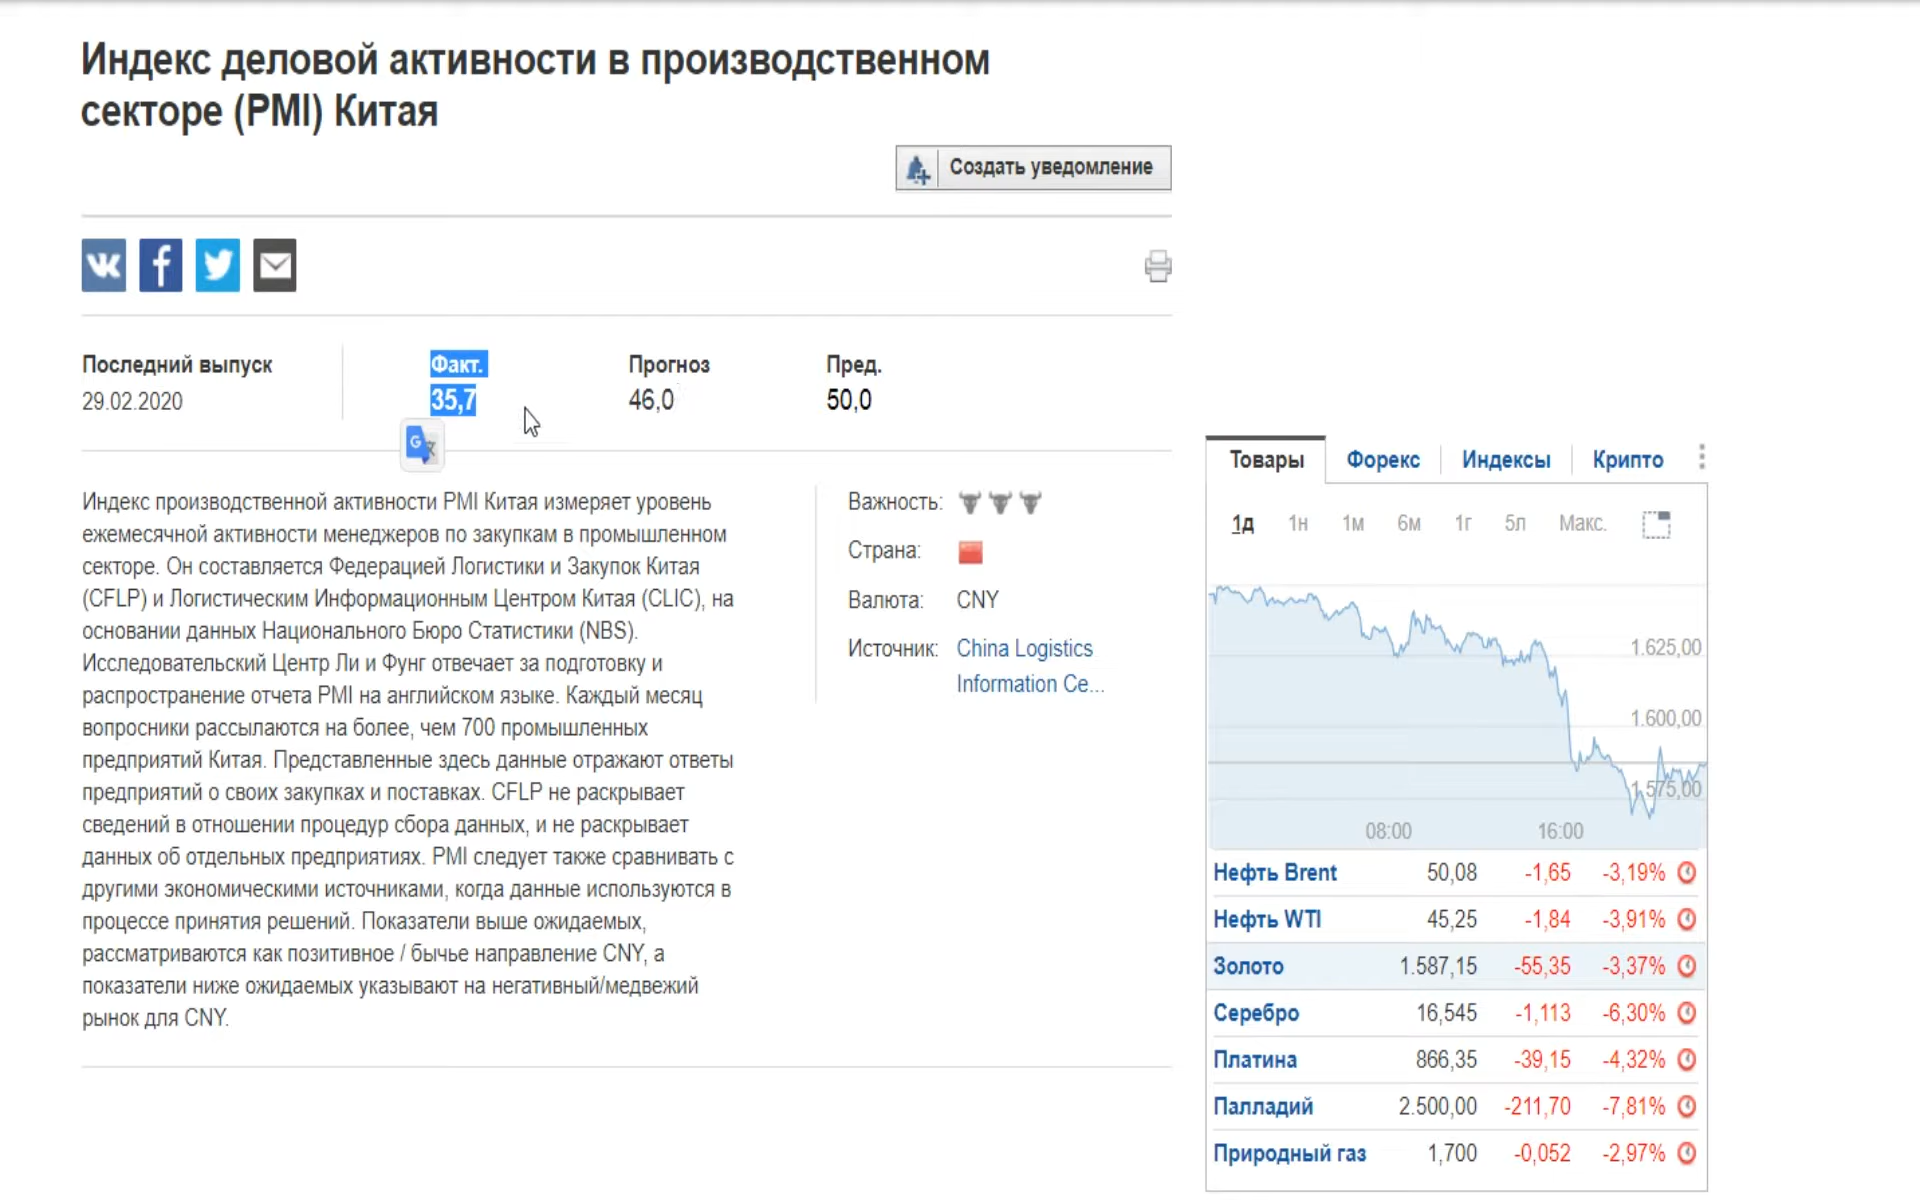 Индекс деловой активности в производственном
секторе (PMI) Китая
Создать уведомление
Последний выпуск
29.02.2020
Факт.
35,7
Прогноз
46,0
Пред.
50,0
Индекс производственной активности PMI Китая измеряет уровень
ежемесячной активности менеджеров по закупкам в промышленном
секторе. Он составляется Федерацией Логистики и Закупок Китая
(CFLP) и Логистическим Информационным Центром Китая (CLIC), на
основании данных Национального Бюро Статистики (NBS).
Исследовательский Центр Ли и Фунг отвечает за подготовку и
распространение отчета PMI на английском языке. Каждый месяц
вопросники рассылаются на более, чем 700 промышленных
предприятий Китая. Представленные здесь данные отражают ответы
предприятий о своих закупках и поставках. CFLP не раскрывает
сведений в отношении процедур сбора данных, и не раскрывает
данных об отдельных предприятиях. PMI следует также сравнивать с
другими экономическими источниками, когда данные используются в
процессе принятия решений. Показатели выше ожидаемых,
рассматриваются как позитивное / бычье направление CNY, а
показатели ниже ожидаемых указывают на негативный/медвежий
рынок для CNY.
Важность:
Страна:
Валюта: CNY
Источник: China Logistics
Information Ce...
Товары Форекс Индексы Крипто
1д 1н 1м 6м 1г 5л Макс.
1.625,00
1.600,00
1.575,00
08:00 16:00
Нефть Brent 50,08 -1,65 -3,19%
Нефть WTI 45,25 -1,84 -3,91%
Золото 1.587,15 -55,35 -3,37%
Серебро 16,545 -1,113 -6,30%
Платина 866,35 -39,15 -4,32%
Палладий 2.500,00 -211,70 -7,81%
Природный газ 1,700 -0,052 -2,97%